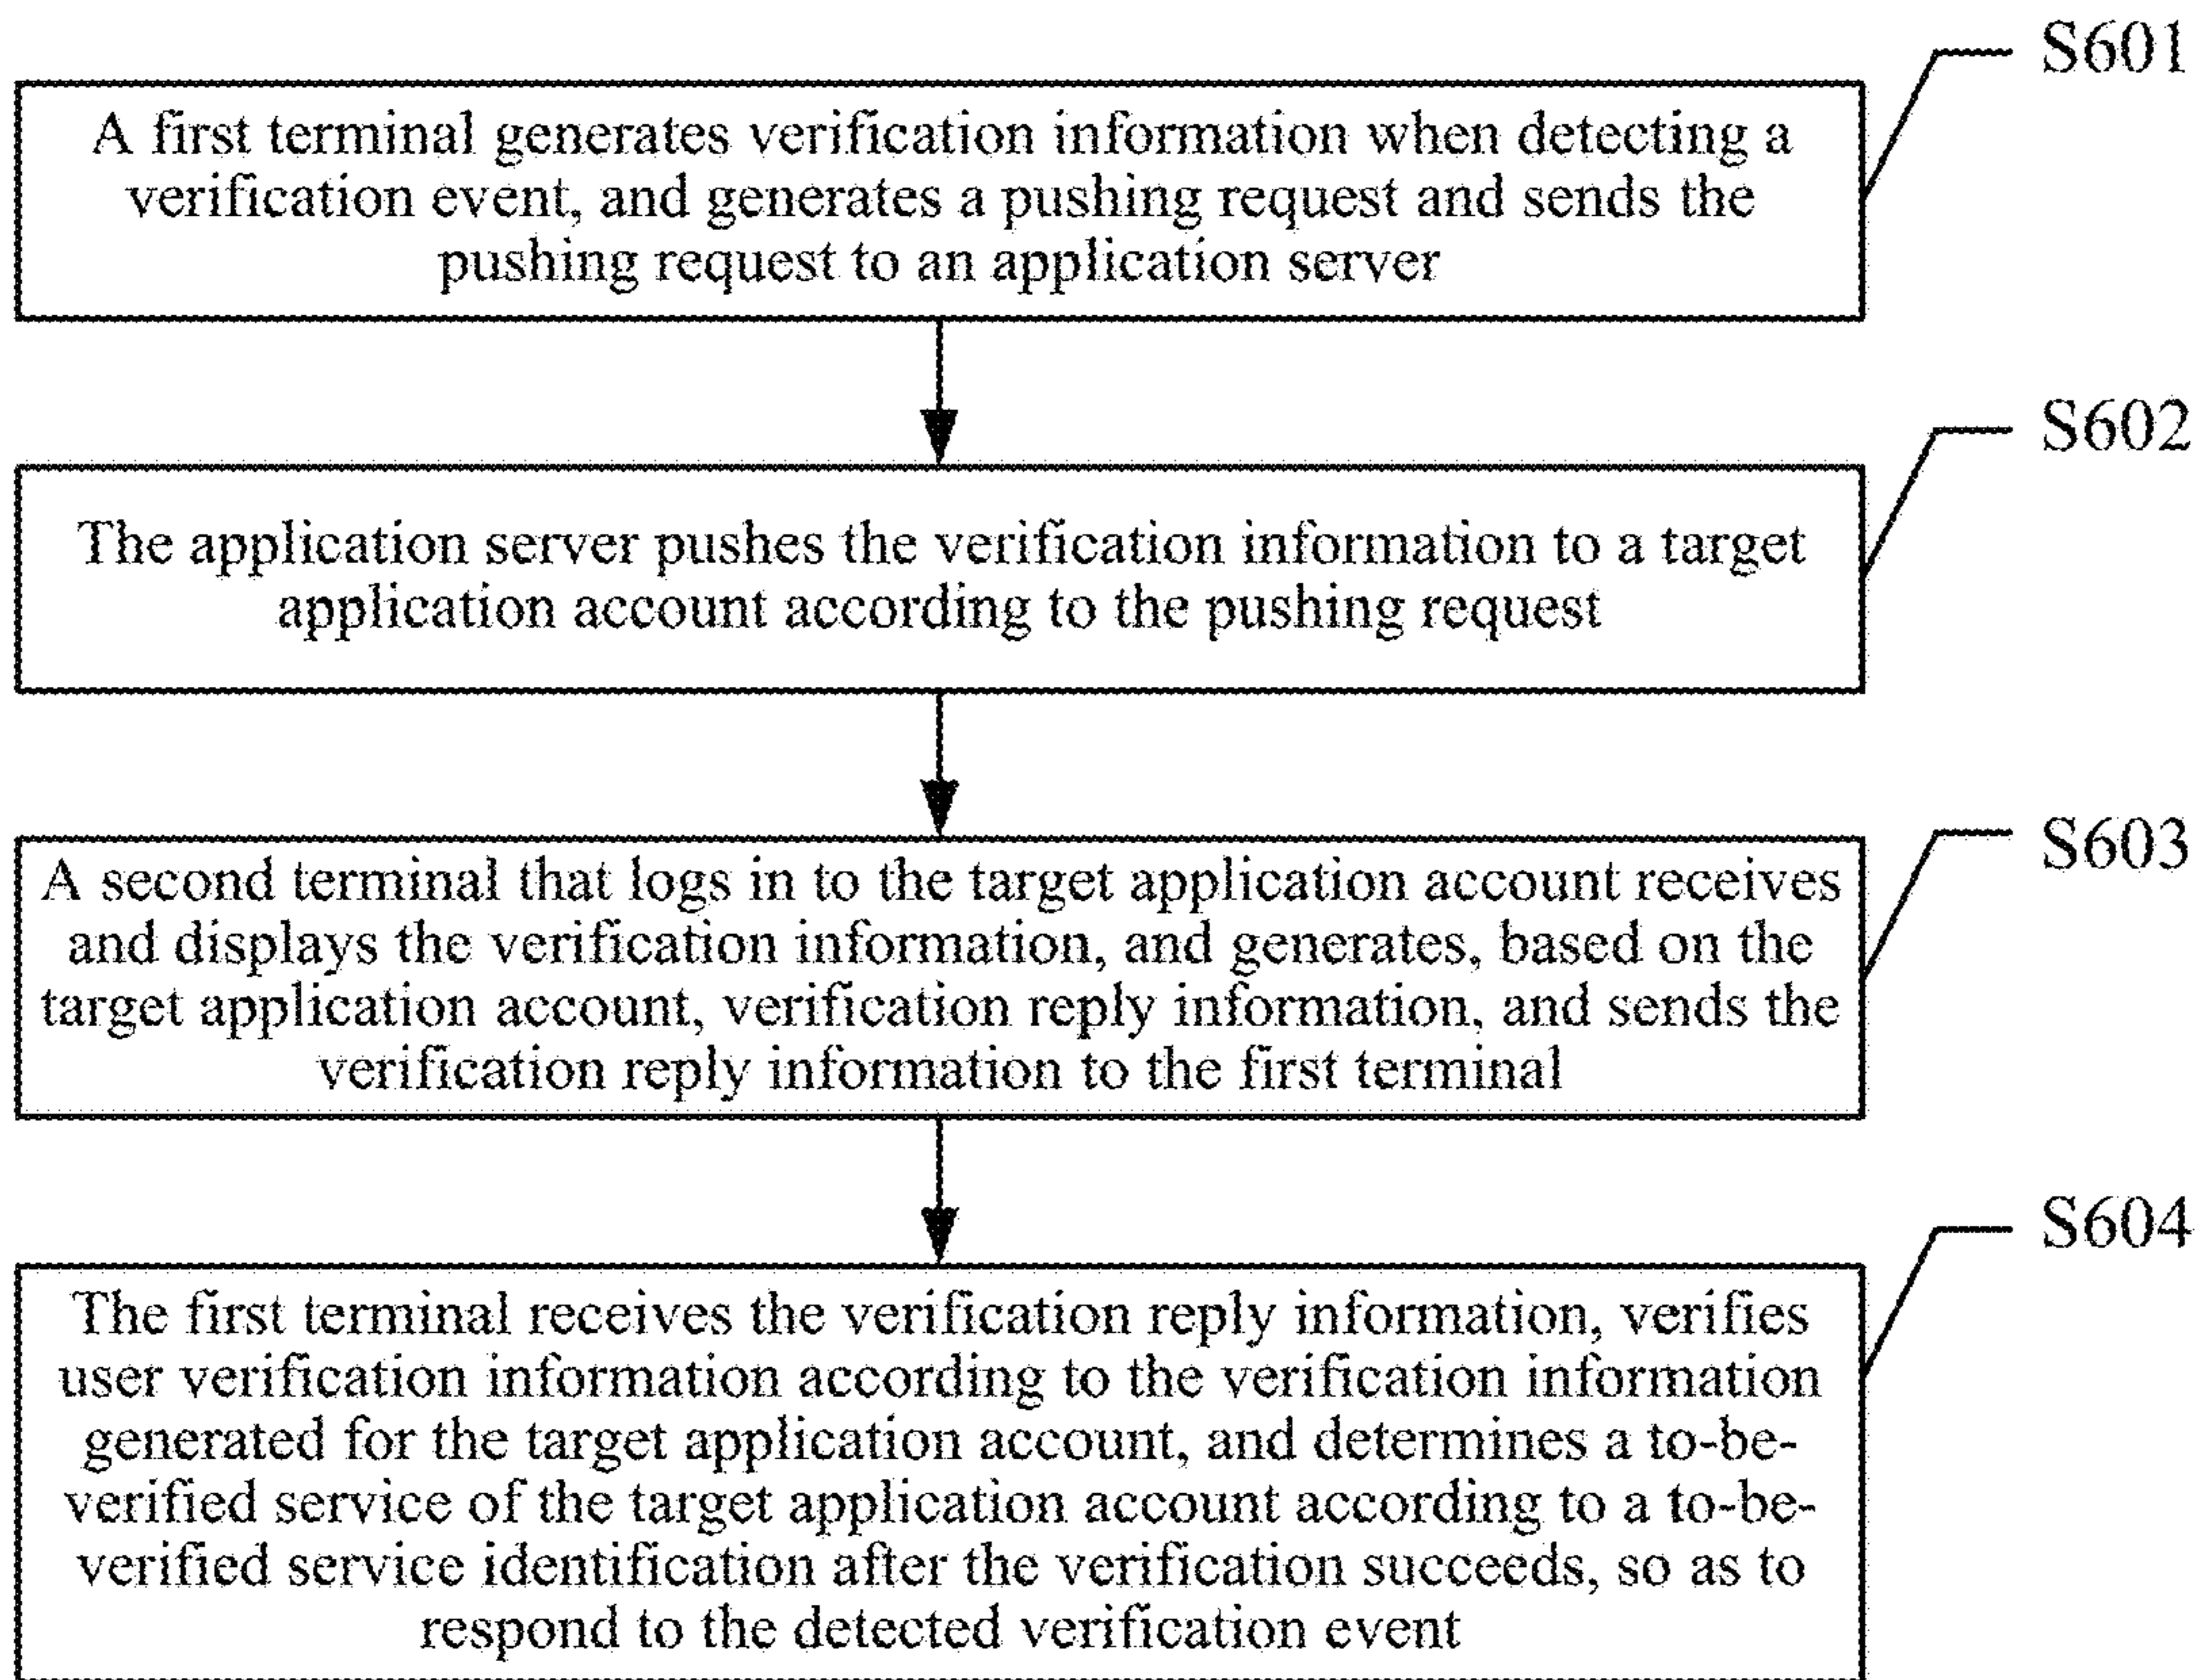 S601
A first terminal generates verification information when detecting a
verification event, and generates a pushing request and sends the
pushing request to an application server
S602
The application server pushes the verification information to a target
application account according to the pushing request
S603
A second terminal that logs in to the target application account receives
and displays the verification information, and generates, based on the
target application account, verification reply information, and sends the
verification reply information to the first terminal
S604
The first terminal receives the verification reply information, verifies
user verification information according to the verification information
generated for the target application account, and determines a to-be-
verified service of the target application account according to a to-be-
verified service identification after the verification succeeds, so as to
respond to the detected verification event